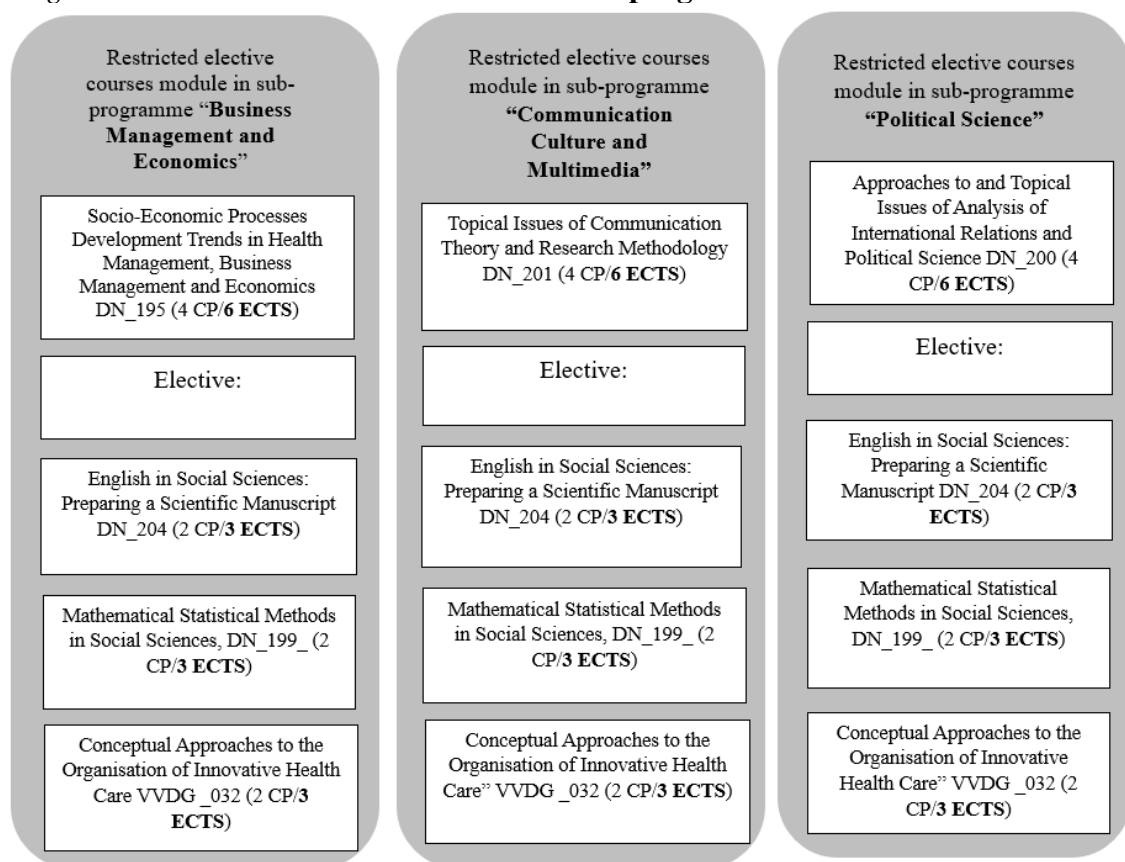 Restricted elective
courses module in sub-
programme “Business
Management and
Economics”
Socio-Economic Processes
Development Trends in Health
Management, Business
Management and Economics
DN_195 (4 CP/6 ECTS)
Elective:
English in Social Sciences:
Preparing a Scientific Manuscript
DN_204 (2 CP/3 ECTS)
Mathematical Statistical Methods
in Social Sciences, DN_199_ (2
CP/3 ECTS)
Conceptual Approaches to the
Organisation of Innovative Health
Care VVDG _032 (2 CP/3
ECTS)
Restricted elective courses
module in sub-programme
“Communication
Culture and
Multimedia”
Topical Issues of Communication
Theory and Research Methodology
DN_201 (4 CP/6 ECTS)
Elective:
English in Social Sciences:
Preparing a Scientific Manuscript
DN_204 (2 CP/3 ECTS)
Mathematical Statistical Methods
in Social Sciences, DN_199_ (2
CP/3 ECTS)
Conceptual Approaches to the
Organisation of Innovative Health
Care” VVDG _032 (2 CP/3 ECTS)
Restricted elective courses
module in sub-programme
“Political Science”
Approaches to and Topical
Issues of Analysis of
International Relations and
Political Science DN_200 (4
CP/6 ECTS)
Elective:
English in Social Sciences:
Preparing a Scientific
Manuscript DN_204 (2 CP/3
ECTS)
Mathematical Statistical
Methods in Social Sciences,
DN_199_ (2 CP/3 ECTS)
Conceptual Approaches to the
Organisation of Innovative
Health Care” VVDG _032 (2
CP/3 ECTS)